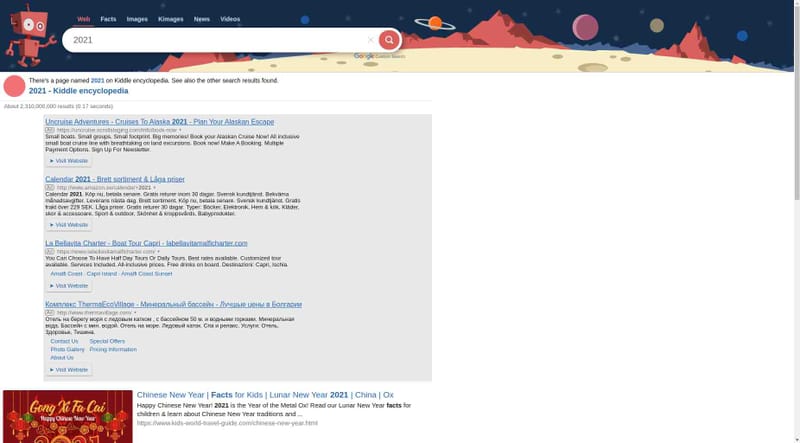 Web Facts Images Kimages News Videos
2021
Google Custom Search
There's a page named 2021 on Kiddle encyclopedia. See also the other search results found.
2021 - Kiddle encyclopedia
About 2,310,000,000 results (0.17 seconds)
Uncruise Adventures - Cruises To Alaska 2021 - Plan Your Alaskan Escape
Small boats. Small groups. Small footprint. Big memories! Book your Alaskan Cruise Now! All inclusive
small boat cruise line with breathtaking on land excursions. Book now! Make A Booking. Multiple
Payment Options. Sign Up For Newsletter.
► Visit Website
Calendar 2021 - Brett sortiment & Låga priser
Ad http://www.amazon.se/calendar+2021
Calendar 2021. Köp nu, betala senare. Gratis returer inom 30 dagar. Svensk kundtjänst. Bekväma
månadsavgifter. Leverans nästa dag. Brett sortiment. Köp nu, betala senare. Svensk kundtjänst. Gratis
frakt över 229 SEK. Låga priser. Gratis returer 30 dagar. Typer: Böcker, Elektronik, Hem & kök, Kläder,
skor & accessoare, Sport & outdoor, Skönhet & kroppsvårds, Babyprodukter.
► Visit Website
La Bellavita Charter - Boat Tour Capri - labellavitamalficharter.com
Ad https://www.labellavitamalficharter.com/
You Can Choose To Have Half Day Tours Or Daily Tours. Best rates available. Customized tour
available. Services Included. All-inclusive prices. Free drinks on board. Destinazioni: Capri, Ischia.
Amalfi Coast · Capri Island · Amalfi Coast Sunset
► Visit Website
Комплекс ThermaEcoVillage - Минеральный бассейн - Лучшие цены в Болгарии
Ad http://www.thermavillage.com/
Отель на берегу моря с ледовым катком , с бассейном 50 м. и водными горками. Минеральная
вода. Бассейн с мин. водой. Отель на море. Ледовый каток. Спа и релакс. Услуги: Отель,
Здоровье, Тишина.
Contact Us Special Offers
Photo Gallery Pricing Information
About Us
► Visit Website
Gong Xi Fa Cai
Happy Chinese New Year
2021
Chinese New Year | Facts for Kids | Lunar New Year 2021 | China | Ox
Happy Chinese New Year! 2021 is the Year of the Metal Ox! Read our Lunar New Year facts for
children & learn about Chinese New Year traditions and ...
https://www.kids-world-travel-guide.com/chinese-new-year.html